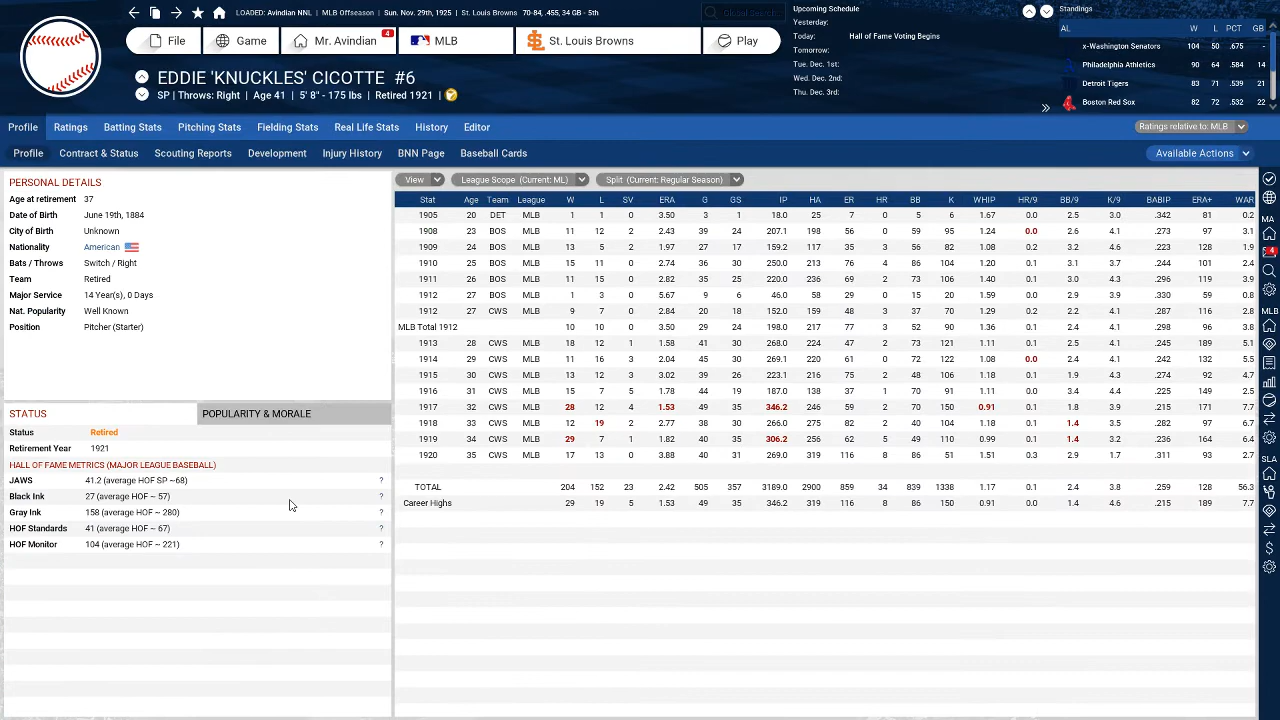 LOADED: Avindian NNL | MLB Offseason | Sun. Nov. 29th, 1925 | St. Louis Browns 70-84, .455, 34 GB - 5th
Global Search...
File
Game
Mr. Avindian 4
MLB
St. Louis Browns
Play
Upcoming Schedule
Yesterday:
Today: Hall of Fame Voting Begins
Tomorrow:
Tue. Dec. 1st:
Wed. Dec. 2nd:
Thu. Dec. 3rd:
Standings
AL W L PCT GB
x-Washington Senators 104 50 .675 -
Philadelphia Athletics 90 64 .584 14
Detroit Tigers 83 71 .539 21
Boston Red Sox 82 72 .532 22
EDDIE 'KNUCKLES' CICOTTE #6
SP | Throws: Right | Age 41 | 5' 8" - 175 lbs | Retired 1921 |
Profile Ratings Batting Stats Pitching Stats Fielding Stats Real Life Stats History Editor
Ratings relative to: MLB
Profile Contract & Status Scouting Reports Development Injury History BNN Page Baseball Cards
Available Actions
PERSONAL DETAILS
Age at retirement 37
Date of Birth June 19th, 1884
City of Birth Unknown
Nationality American
Bats / Throws Switch / Right
Team Retired
Major Service 14 Year(s), 0 Days
Nat. Popularity Well Known
Position Pitcher (Starter)
STATUS
POPULARITY & MORALE
Status Retired
Retirement Year 1921
HALL OF FAME METRICS (MAJOR LEAGUE BASEBALL)
JAWS 41.2 (average HOF SP ~68) ?
Black Ink 27 (average HOF ~ 57) ?
Gray Ink 158 (average HOF ~ 280) ?
HOF Standards 41 (average HOF ~ 67) ?
HOF Monitor 104 (average HOF ~ 221) ?
View
League Scope (Current: ML)
Split (Current: Regular Season)
Stat Age Team League W L SV ERA G GS IP HA ER HR BB K WHIP HR/9 BB/9 K/9 BABIP ERA+ WAR
1905 20 DET MLB 1 1 0 3.50 3 1 18.0 25 7 0 5 6 1.67 0.0 2.5 3.0 .342 81 0.2
1908 23 BOS MLB 11 12 2 2.43 39 24 207.1 198 56 0 59 95 1.24 0.0 2.6 4.1 .273 97 3.1
1909 24 BOS MLB 13 5 2 1.97 27 17 159.2 117 35 3 56 82 1.08 0.2 3.2 4.6 .223 128 1.9
1910 25 BOS MLB 15 11 0 2.74 36 30 250.0 213 76 4 86 104 1.20 0.1 3.1 3.7 .244 101 2.4
1911 26 BOS MLB 11 15 0 2.82 35 25 220.0 236 69 2 73 106 1.40 0.1 3.0 4.3 .296 119 3.9
1912 27 BOS MLB 1 3 0 5.67 9 6 46.0 58 29 0 15 20 1.59 0.0 2.9 3.9 .330 59 0.8
1912 27 CWS MLB 9 7 0 2.84 20 18 152.0 159 48 3 37 70 1.29 0.2 2.2 4.1 .287 116 2.8
MLB Total 1912 10 10 0 3.50 29 24 198.0 217 77 3 52 90 1.36 0.1 2.4 4.1 .298 96 3.8
1913 28 CWS MLB 18 12 1 1.58 41 30 268.0 224 47 2 73 121 1.11 0.1 2.5 4.1 .245 189 5.1
1914 29 CWS MLB 11 16 3 2.04 45 30 269.1 220 61 0 72 122 1.08 0.0 2.4 4.1 .242 132 5.5
1915 30 CWS MLB 13 12 3 3.02 39 26 223.1 216 75 2 48 106 1.18 0.1 1.9 4.3 .274 92 4.7
1916 31 CWS MLB 15 7 5 1.78 44 19 187.0 138 37 1 70 91 1.11 0.0 3.4 4.4 .225 149 2.5
1917 32 CWS MLB 28 12 4 1.53 49 35 346.2 246 59 2 70 150 0.91 0.1 1.8 3.9 .215 171 7.7
1918 33 CWS MLB 12 19 2 2.77 38 30 266.0 275 82 2 40 104 1.18 0.1 1.4 3.5 .282 97 6.7
1919 34 CWS MLB 29 7 1 1.82 40 35 306.2 256 62 5 49 110 0.99 0.1 1.4 3.2 .236 164 6.4
1920 35 CWS MLB 17 13 0 3.88 40 31 269.0 319 116 8 86 51 1.51 0.3 2.9 1.7 .311 93 2.7
TOTAL 204 152 23 2.42 505 357 3189.0 2900 859 34 839 1338 1.17 0.1 2.4 3.8 .259 128 56.3
Career Highs 29 19 5 1.53 49 35 346.2 319 116 8 86 150 0.91 0.1 1.4 4.6 .215 189 7.7
MA
4
MLB
SLA